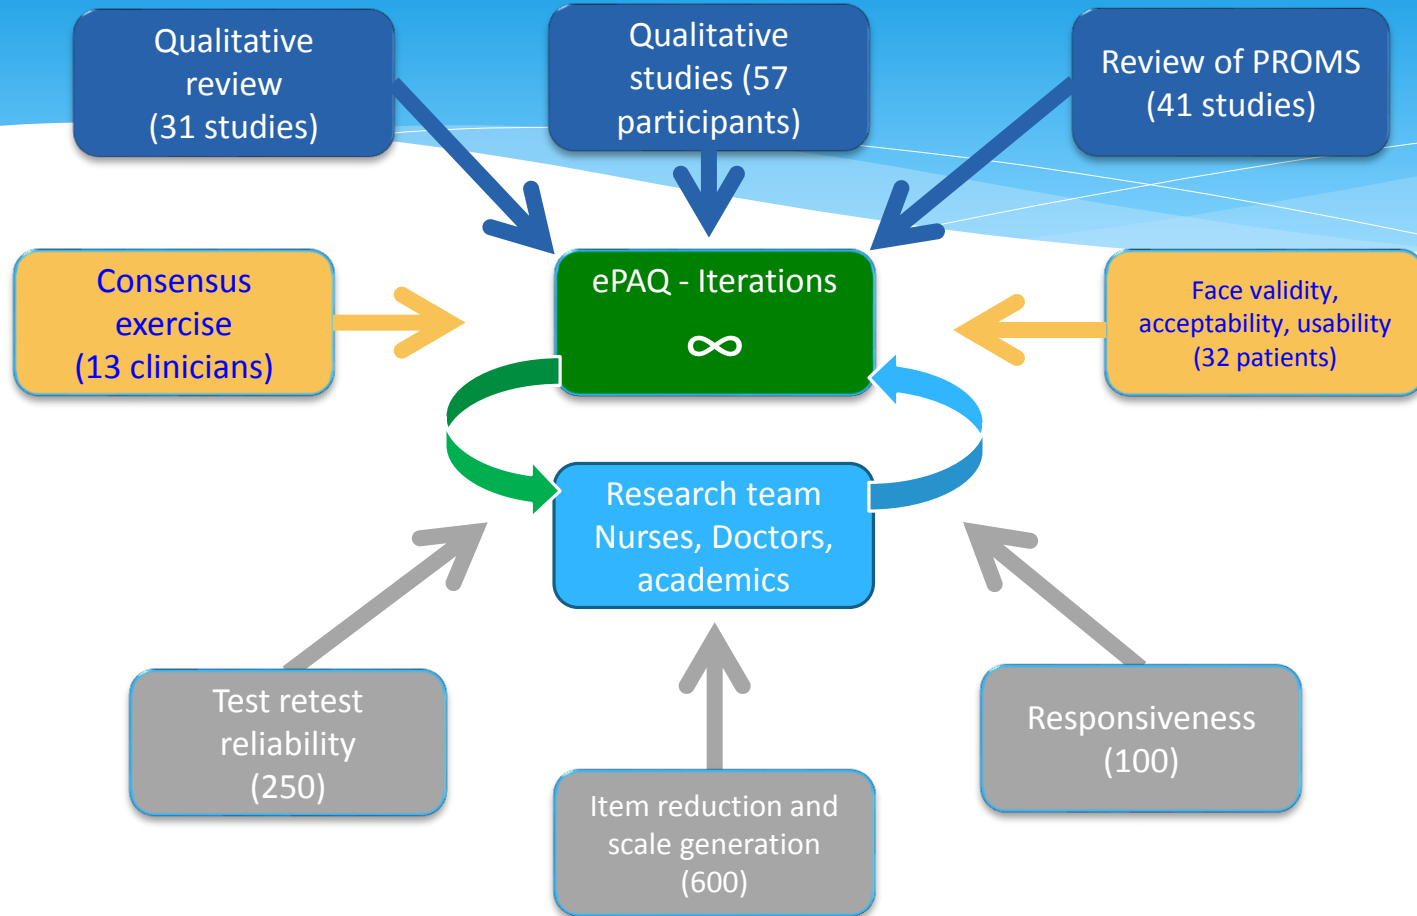 Qualitative
review
(31 studies)
Qualitative
studies (57
participants)
Review of PROMS
(41 studies)
Consensus
exercise
(13 clinicians)
ePAQ - Iterations
∞
Face validity,
acceptability, usability
(32 patients)
Research team
Nurses, Doctors,
academics
Test retest
reliability
(250)
Item reduction and
scale generation
(600)
Responsiveness
(100)